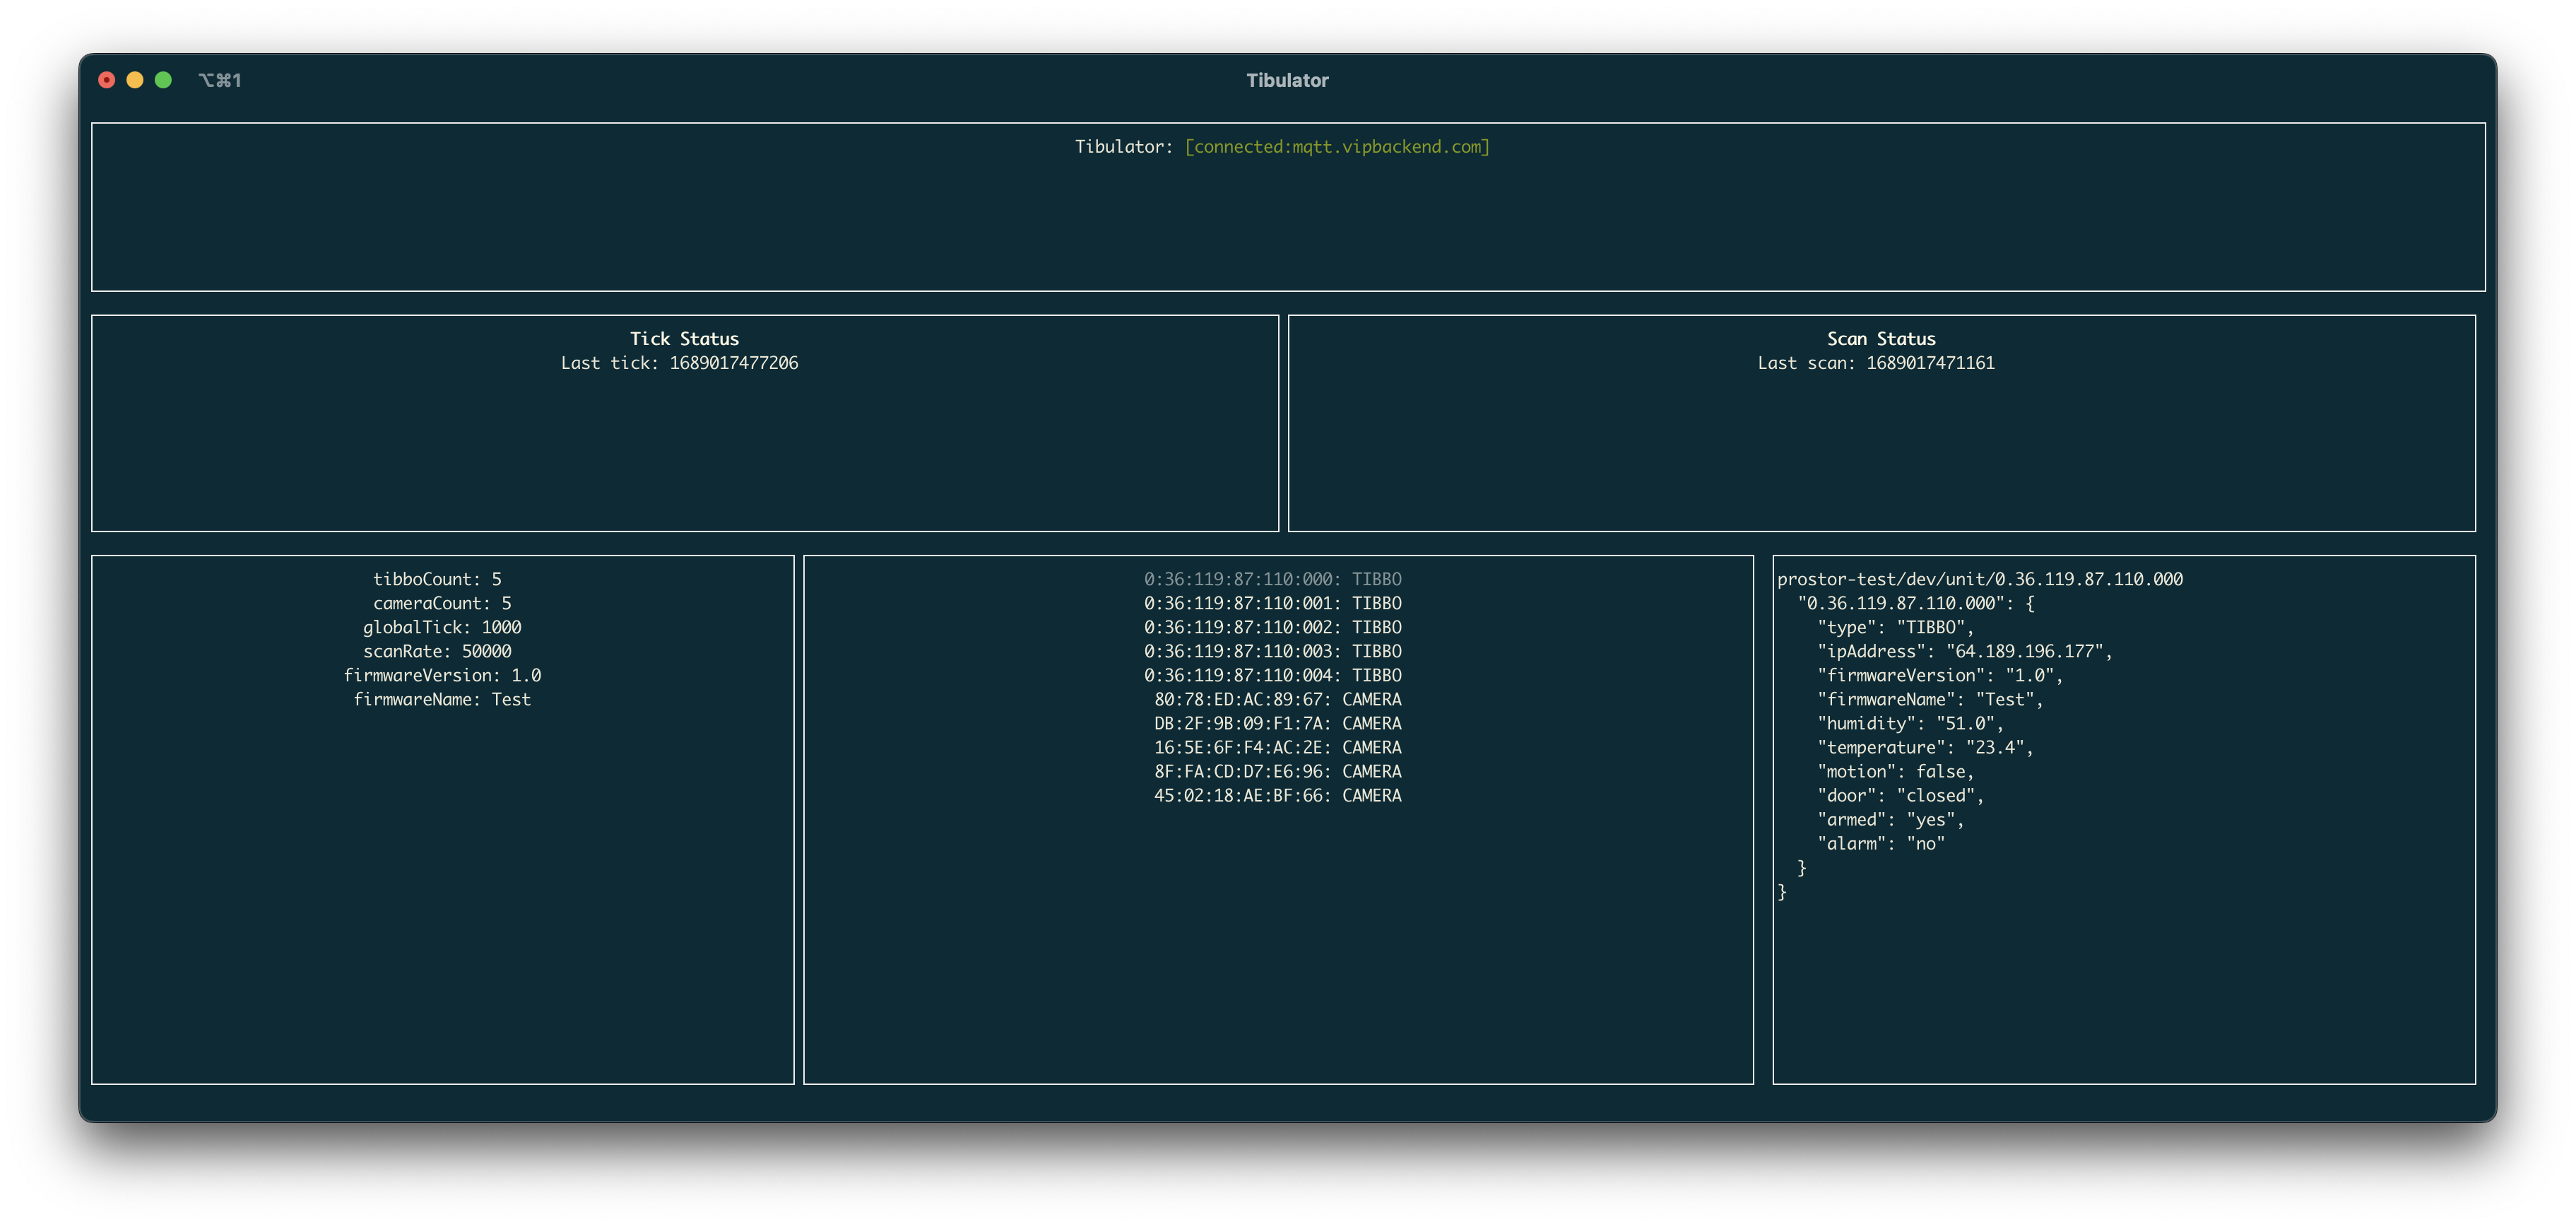 ⌥⌘1
Tibulator
Tibulator: [connected:mqtt.vipbackend.com]
Tick Status
Last tick: 1689017477206
Scan Status
Last scan: 1689017471161
tibboCount: 5
cameraCount: 5
globalTick: 1000
scanRate: 50000
firmwareVersion: 1.0
firmwareName: Test
0:36:119:87:110:000: TIBBO
0:36:119:87:110:001: TIBBO
0:36:119:87:110:002: TIBBO
0:36:119:87:110:003: TIBBO
0:36:119:87:110:004: TIBBO
80:78:ED:AC:89:67: CAMERA
DB:2F:9B:09:F1:7A: CAMERA
16:5E:6F:F4:AC:2E: CAMERA
8F:FA:CD:D7:E6:96: CAMERA
45:02:18:AE:BF:66: CAMERA
prostor-test/dev/unit/0.36.119.87.110.000
"0.36.119.87.110.000": {
"type": "TIBBO",
"ipAddress": "64.189.196.177",
"firmwareVersion": "1.0",
"firmwareName": "Test",
"humidity": "51.0",
"temperature": "23.4",
"motion": false,
"door": "closed",
"armed": "yes",
"alarm": "no"
}
}